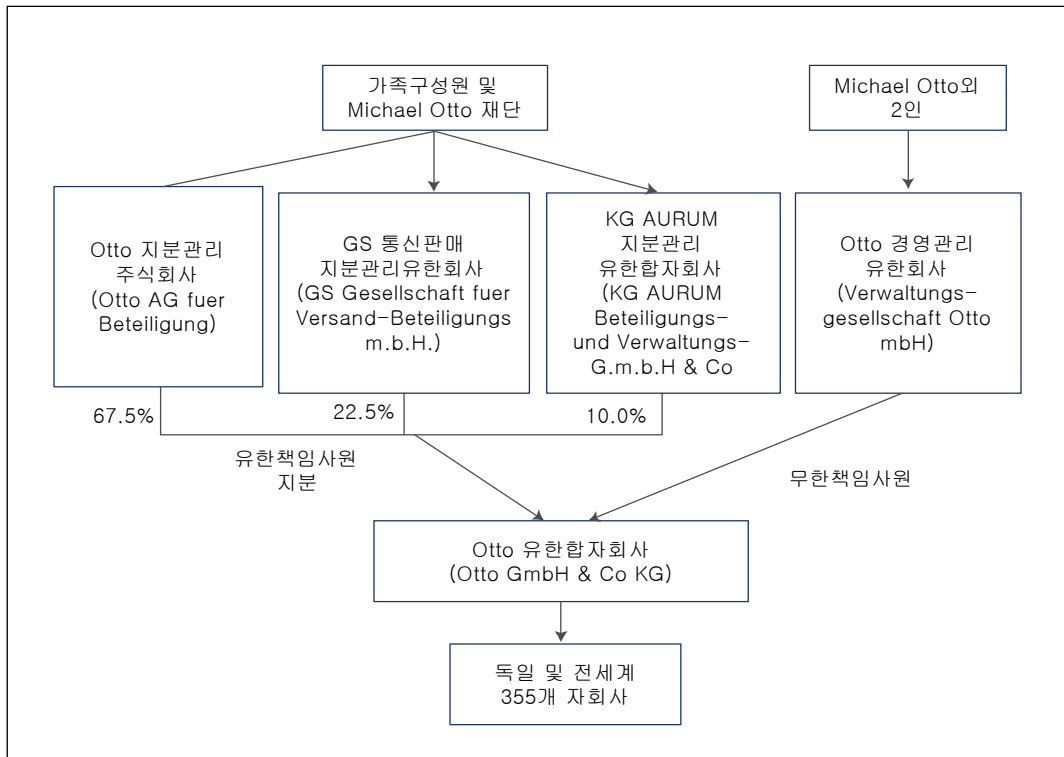 가족구성원 및
Michael Otto 재단
Michael Otto외
2인
Otto 지분관리
주식회사
(Otto AG fuer
Beteiligung)
GS 통신판매
지분관리유한회사
(GS Gesellschaft fuer
Versand-Beteiligungs
m.b.H.)
KG AURUM
지분관리
유한합자회사
(KG AURUM
Beteiligungs-
und Verwaltungs-
G.m.b.H & Co
Otto 경영관리
유한회사
(Verwaltungs-
gesellschaft Otto
mbH)
67.5%
22.5%
10.0%
유한책임사원
지분
무한책임사원
Otto 유한합자회사
(Otto GmbH & Co KG)
독일 및 전세계
355개 자회사